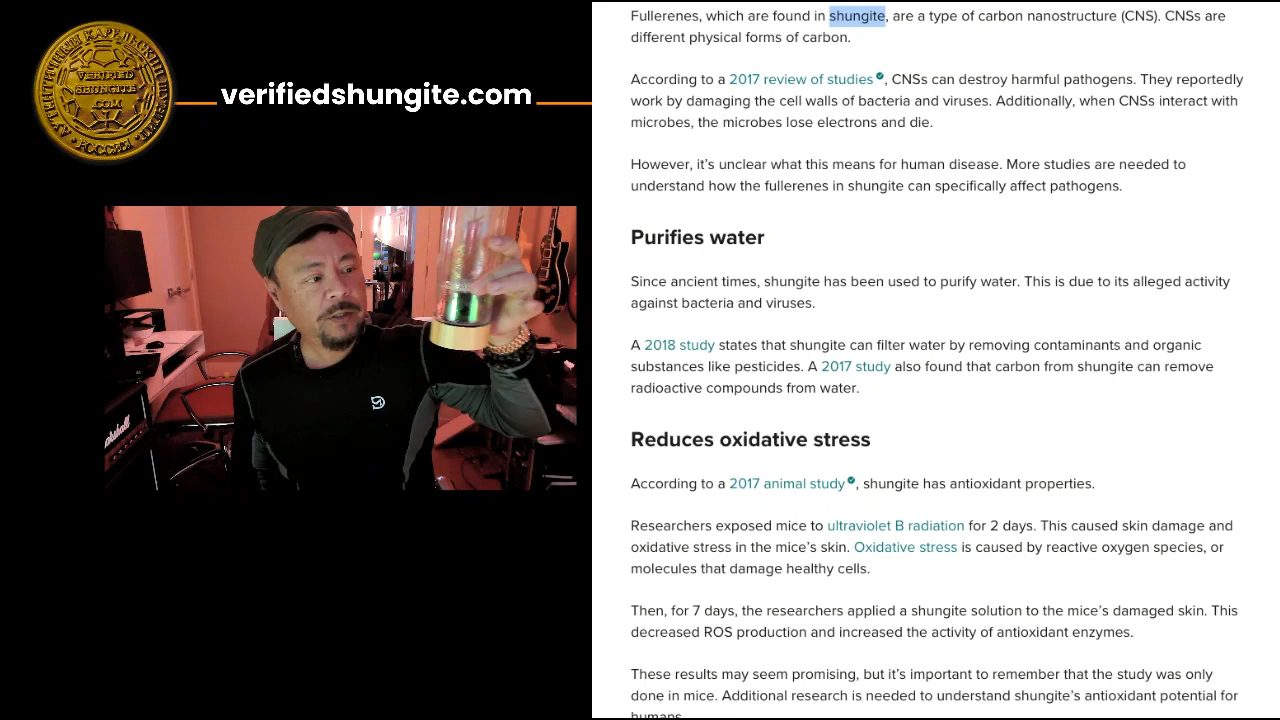 АУТЕНТИЧНЫЙ КАРЕЛЬСКИЙ ШУНГИТ
VERIFIED
SHUNGITE
.COM
РОССИЯ
verifiedshungite.com
Marshall
Fullerenes, which are found in shungite, are a type of carbon nanostructure (CNS). CNSs are
different physical forms of carbon.
According to a 2017 review of studies, CNSs can destroy harmful pathogens. They reportedly
work by damaging the cell walls of bacteria and viruses. Additionally, when CNSs interact with
microbes, the microbes lose electrons and die.
However, it’s unclear what this means for human disease. More studies are needed to
understand how the fullerenes in shungite can specifically affect pathogens.
Purifies water
Since ancient times, shungite has been used to purify water. This is due to its alleged activity
against bacteria and viruses.
A 2018 study states that shungite can filter water by removing contaminants and organic
substances like pesticides. A 2017 study also found that carbon from shungite can remove
radioactive compounds from water.
Reduces oxidative stress
According to a 2017 animal study, shungite has antioxidant properties.
Researchers exposed mice to ultraviolet B radiation for 2 days. This caused skin damage and
oxidative stress in the mice’s skin. Oxidative stress is caused by reactive oxygen species, or
molecules that damage healthy cells.
Then, for 7 days, the researchers applied a shungite solution to the mice’s damaged skin. This
decreased ROS production and increased the activity of antioxidant enzymes.
These results may seem promising, but it’s important to remember that the study was only
done in mice. Additional research is needed to understand shungite’s antioxidant potential for
humans.